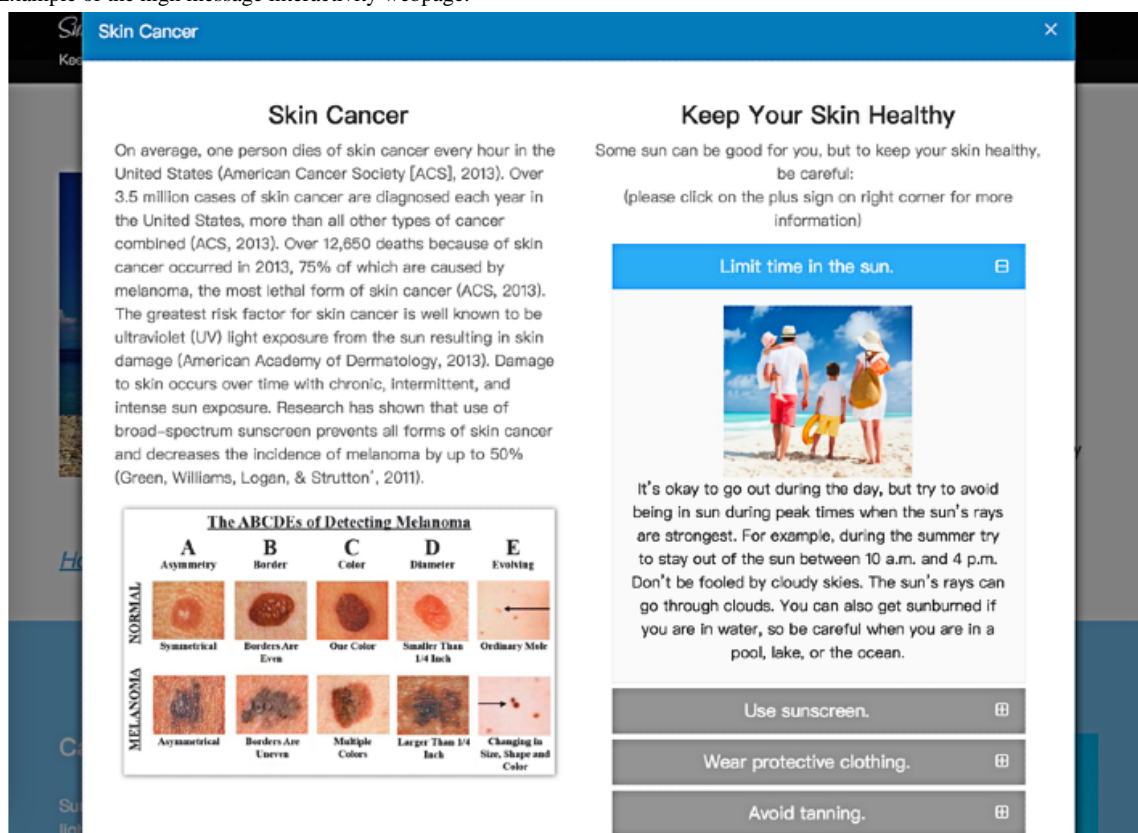 Example of the high message interactivity webpage.
Skin Cancer
×
Skin Cancer
On average, one person dies of skin cancer every hour in the
United States (American Cancer Society [ACS], 2013). Over
3.5 million cases of skin cancer are diagnosed each year in
the United States, more than all other types of cancer
combined (ACS, 2013). Over 12,650 deaths because of skin
cancer occurred in 2013, 75% of which are caused by
melanoma, the most lethal form of skin cancer (ACS, 2013).
The greatest risk factor for skin cancer is well known to be
ultraviolet (UV) light exposure from the sun resulting in skin
damage (American Academy of Dermatology, 2013). Damage
to skin occurs over time with chronic, intermittent, and
intense sun exposure. Research has shown that use of
broad-spectrum sunscreen prevents all forms of skin cancer
and decreases the incidence of melanoma by up to 50%
(Green, Williams, Logan, & Strutton', 2011).
The ABCDEs of Detecting Melanoma
A B C D E
Asymmetry Border Color Diameter Evolving
NORMAL
Symmetrical Borders Are Even One Color Smaller Than 1/4 Inch Ordinary Mole
MELANOMA
Asymmetrical Borders Are Uneven Multiple Colors Larger Than 1/4 Inch Changing in Size, Shape and Color
Keep Your Skin Healthy
Some sun can be good for you, but to keep your skin healthy,
be careful:
(please click on the plus sign on right corner for more
information)
Limit time in the sun.
It's okay to go out during the day, but try to avoid
being in sun during peak times when the sun's rays
are strongest. For example, during the summer try
to stay out of the sun between 10 a.m. and 4 p.m.
Don't be fooled by cloudy skies. The sun's rays can
go through clouds. You can also get sunburned if
you are in water, so be careful when you are in a
pool, lake, or the ocean.
Use sunscreen.
Wear protective clothing.
Avoid tanning.